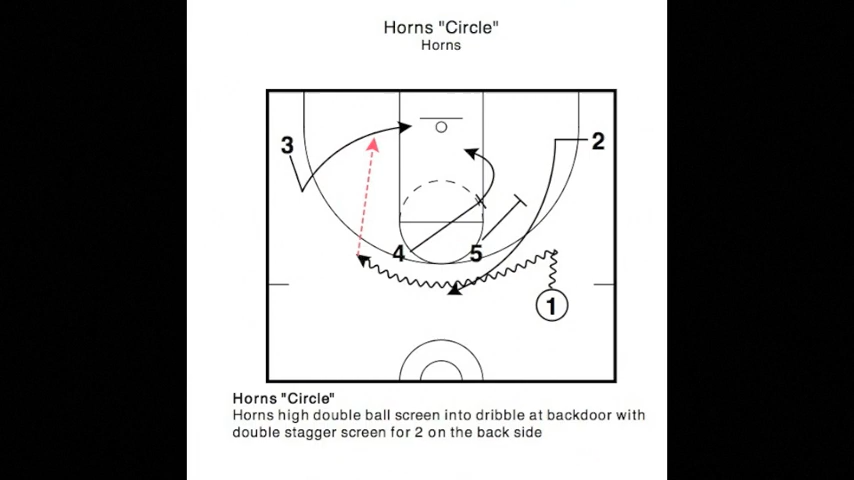 Horns "Circle"
Horns
3
2
4
5
1
Horns "Circle"
Horns high double ball screen into dribble at backdoor with
double stagger screen for 2 on the back side